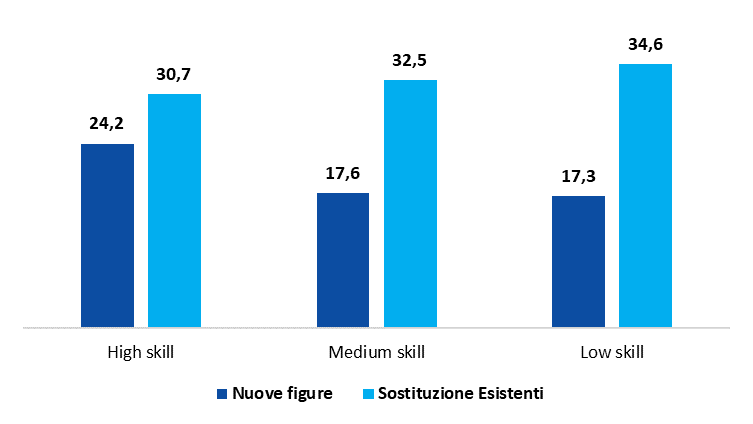 34,6
32,5
30,7
24,2
17,6
17,3
High skill
Medium skill
Low skill
Nuove figure
Sostituzione Esistenti